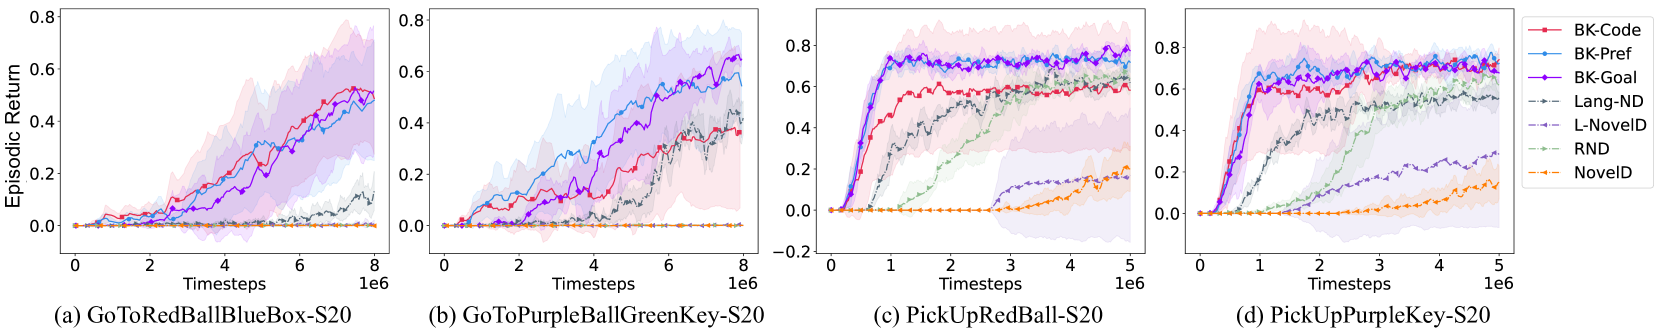 Episodic Return
0.8
0.6
0.4
0.2
0.0
0 2 4 6 8
Timesteps 1e6
(a) GoToRedBallBlueBox-S20
0.8
0.6
0.4
0.2
0.0
0 2 4 6 8
Timesteps 1e6
(b) GoToPurpleBallGreenKey-S20
0.8
0.6
0.4
0.2
0.0
−0.2
0 1 2 3 4 5
Timesteps 1e6
(c) PickUpRedBall-S20
0.8
0.6
0.4
0.2
0.0
0 1 2 3 4 5
Timesteps 1e6
(d) PickUpPurpleKey-S20
BK-Code
BK-Pref
BK-Goal
Lang-ND
L-NovelD
RND
NovelD